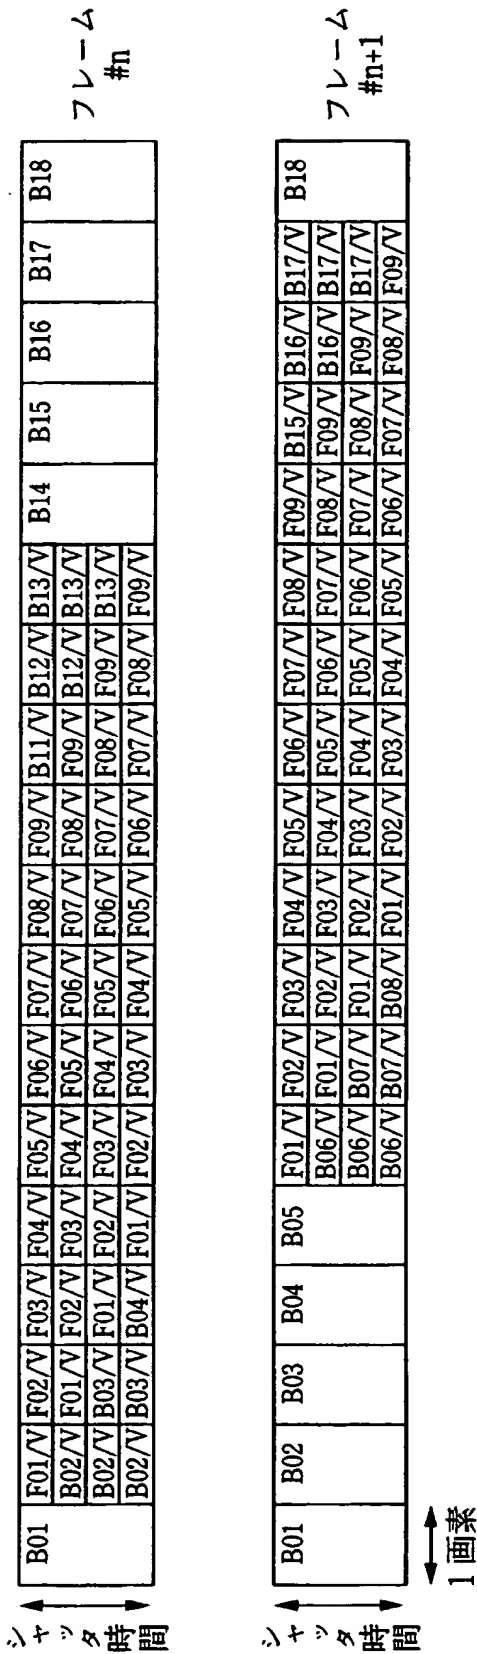 シャッタ時間
B01 F01/V F02/V F03/V F04/V F05/V F06/V F07/V F08/V F09/V B11/V B12/V B13/V B14 B15 B16 B17 B18
B02/V F01/V F02/V F03/V F04/V F05/V F06/V F07/V F08/V F09/V B12/V B13/V
B02/V B03/V F01/V F02/V F03/V F04/V F05/V F06/V F07/V F08/V F09/V B13/V
B02/V B03/V B04/V F01/V F02/V F03/V F04/V F05/V F06/V F07/V F08/V F09/V
フレーム
#n
シャッタ時間
B01 B02 B03 B04 B05 F01/V F02/V F03/V F04/V F05/V F06/V F07/V F08/V F09/V B15/V B16/V B17/V B18
B06/V F01/V F02/V F03/V F04/V F05/V F06/V F07/V F08/V F09/V B16/V B17/V
B06/V B07/V F01/V F02/V F03/V F04/V F05/V F06/V F07/V F08/V F09/V B17/V
B06/V B07/V B08/V F01/V F02/V F03/V F04/V F05/V F06/V F07/V F08/V F09/V
フレーム
#n+1
1画素